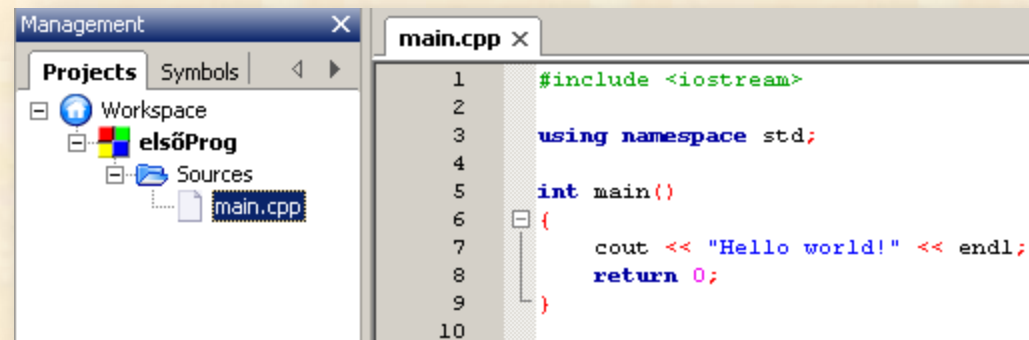 Management
Projects Symbols
Workspace
elsőProg
Sources
main.cpp
main.cpp
1 #include <iostream>
2
3 using namespace std;
4
5 int main()
6 {
7 cout << "Hello world!" << endl;
8 return 0;
9 }
10